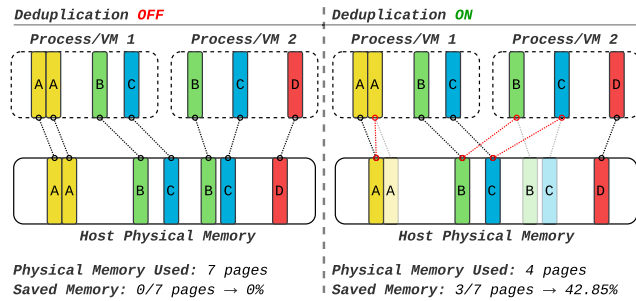 Deduplication OFF
Process/VM 1 Process/VM 2
A A B C B C D
A A B C B C D
Host Physical Memory
Physical Memory Used: 7 pages
Saved Memory: 0/7 pages → 0%
Deduplication ON
Process/VM 1 Process/VM 2
A A B C B C D
A A B C B C D
Host Physical Memory
Physical Memory Used: 4 pages
Saved Memory: 3/7 pages → 42.85%